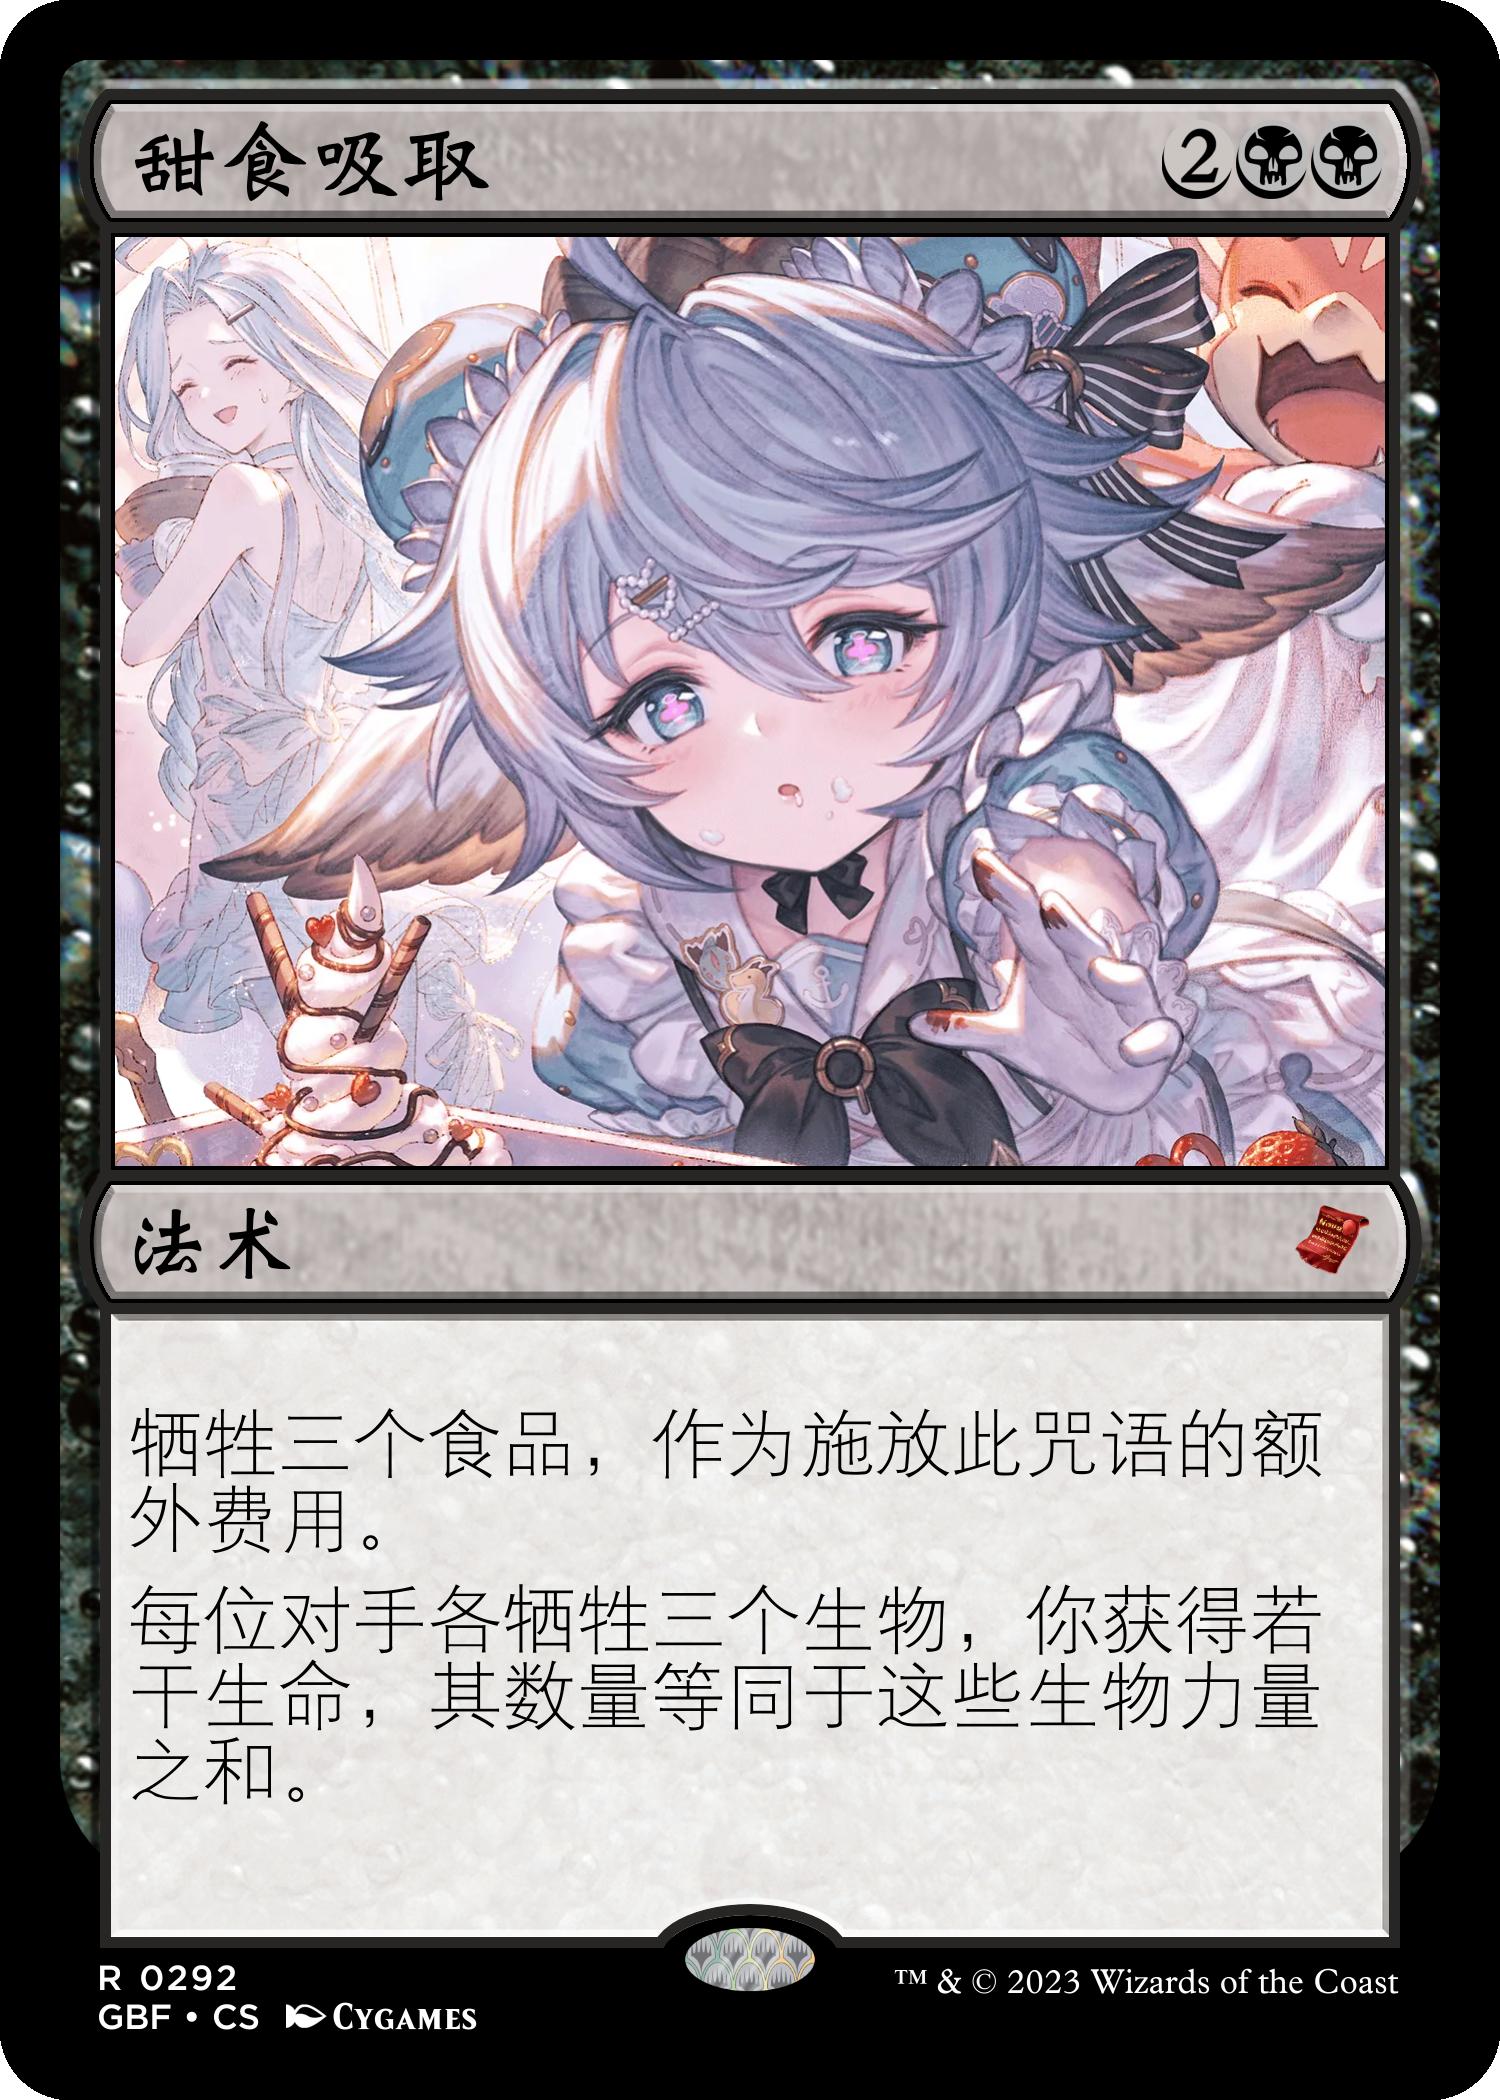 甜食吸取
2
法术
牺牲三个食品，作为施放此咒语的额
外费用。
每位对手各牺牲三个生物，你获得若
干生命，其数量等同于这些生物力量
之和。
R 0292
GBF • CS CYGAMES
™ & © 2023 Wizards of the Coast